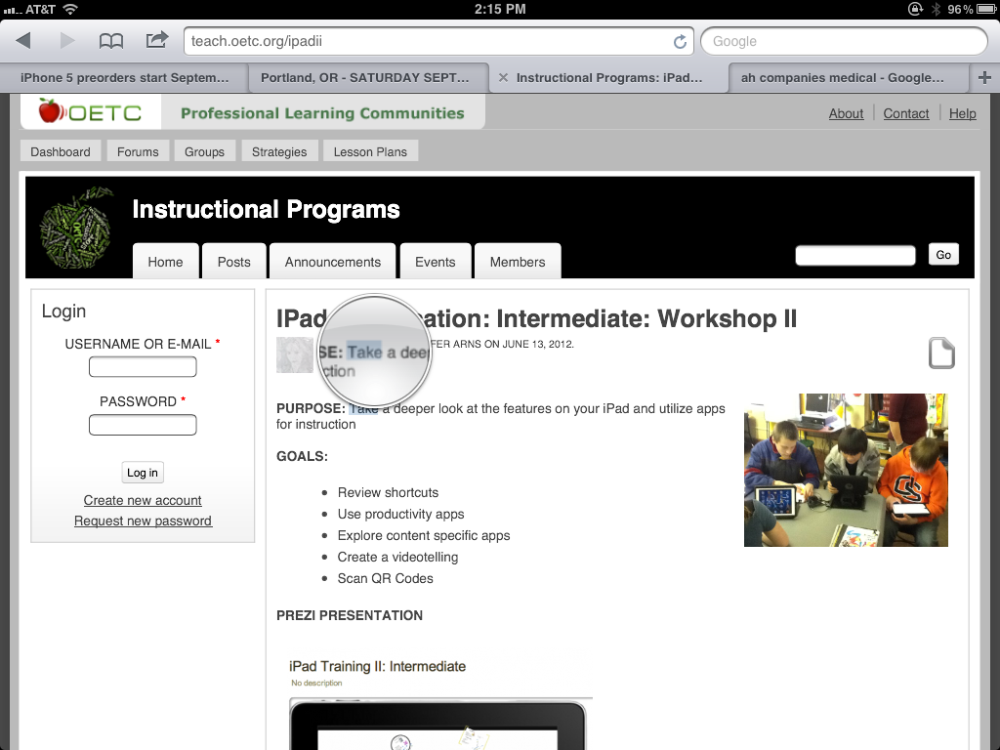 AT&T 2:15 PM 96%
teach.oetc.org/ipadii Google
iPhone 5 preorders start Septem... Portland, OR - SATURDAY SEPT... Instructional Programs: iPad... ah companies medical - Google...
OETC Professional Learning Communities About Contact Help
Dashboard Forums Groups Strategies Lesson Plans
Instructional Programs
Home Posts Announcements Events Members Go
Login
USERNAME OR E-MAIL *
PASSWORD *
Log in
Create new account
Request new password
IPad ation: Intermediate: Workshop II
FER ARNS ON JUNE 13, 2012.
SE: Take a deep
ction
PURPOSE: Take a deeper look at the features on your iPad and utilize apps
for instruction
GOALS:
Review shortcuts
Use productivity apps
Explore content specific apps
Create a videotelling
Scan QR Codes
PREZI PRESENTATION
iPad Training II: Intermediate
No description